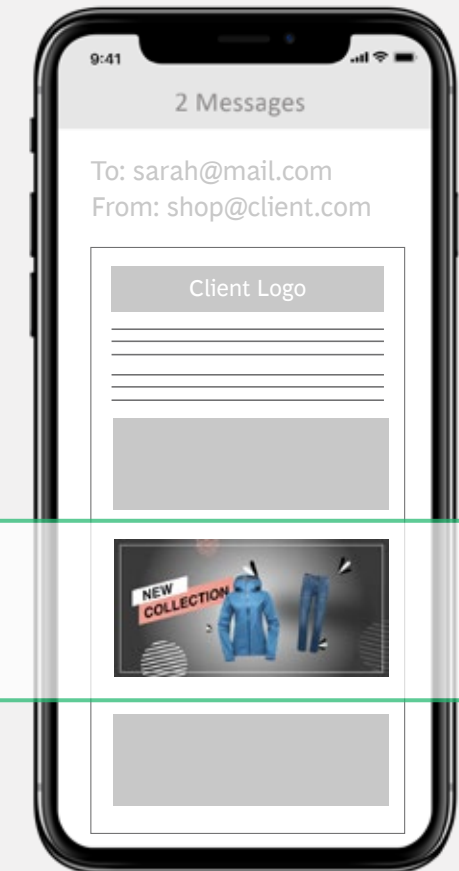 9:41
2 Messages
To: sarah@mail.com
From: shop@client.com
Client Logo
NEW
COLLECTION